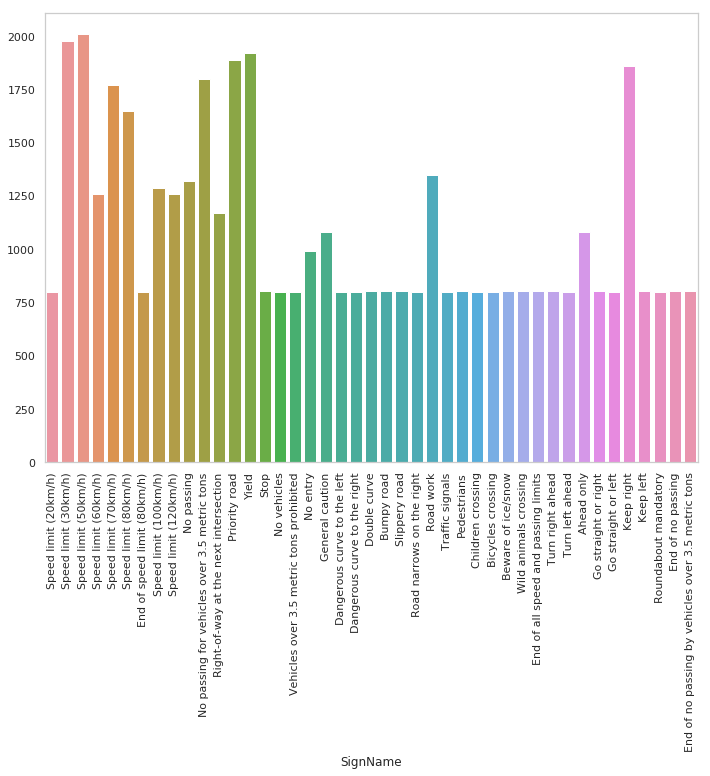 2000
1750
1500
1250
1000
750
500
250
0
Speed limit (20km/h)
Speed limit (30km/h)
Speed limit (50km/h)
Speed limit (60km/h)
Speed limit (70km/h)
Speed limit (80km/h)
End of speed limit (80km/h)
Speed limit (100km/h)
Speed limit (120km/h)
No passing
No passing for vehicles over 3.5 metric tons
Right-of-way at the next intersection
Priority road
Yield
Stop
No vehicles
Vehicles over 3.5 metric tons prohibited
No entry
General caution
Dangerous curve to the left
Dangerous curve to the right
Double curve
Bumpy road
Slippery road
Road narrows on the right
Road work
Traffic signals
Pedestrians
Children crossing
Bicycles crossing
Beware of ice/snow
Wild animals crossing
End of all speed and passing limits
Turn right ahead
Turn left ahead
Ahead only
Go straight or right
Go straight or left
Keep right
Keep left
Roundabout mandatory
End of no passing
End of no passing by vehicles over 3.5 metric tons
SignName